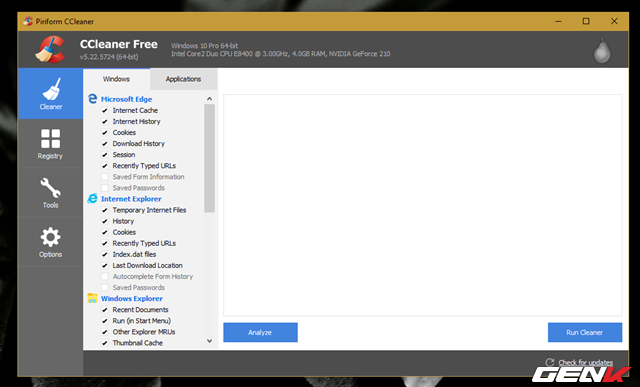 Piriform CCleaner
CCleaner Free
v5.22.5724 (64-bit)
Windows 10 Pro 64-bit
Intel Core2 Duo CPU E8400 @ 3.00GHz, 4.0GB RAM, NVIDIA GeForce 210
Cleaner
Registry
Tools
Options
Windows
Applications
Microsoft Edge
Internet Cache
Internet History
Cookies
Download History
Session
Recently Typed URLs
Saved Form Information
Saved Passwords
Internet Explorer
Temporary Internet Files
History
Cookies
Recently Typed URLs
Index.dat files
Last Download Location
Autocomplete Form History
Saved Passwords
Windows Explorer
Recent Documents
Run (in Start Menu)
Other Explorer MRUs
Thumbnail Cache
Analyze
Run Cleaner
Check for updates
GENK